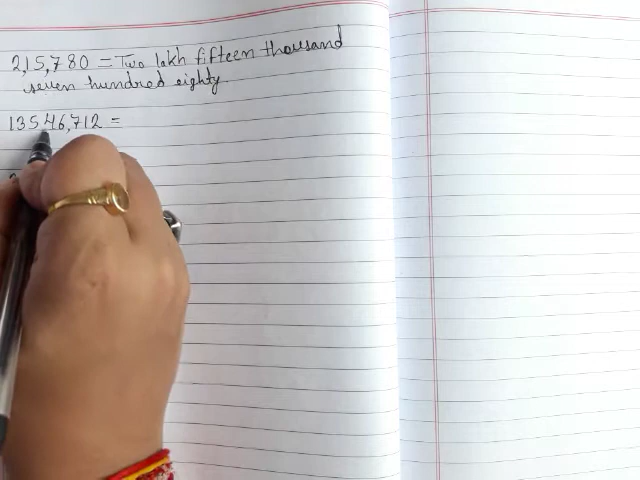 2,15,780 = Two lakh fifteen thousand
seven hundred eighty
13546,712 =